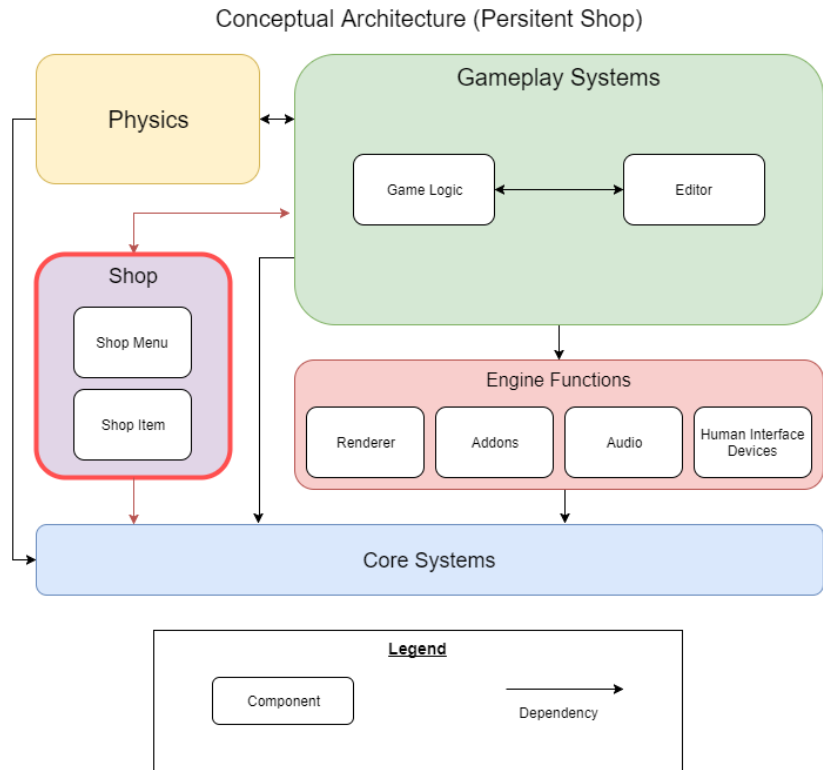 Conceptual Architecture (Persitent Shop)
Physics
Gameplay Systems
Game Logic
Editor
Shop
Shop Menu
Shop Item
Engine Functions
Renderer
Addons
Audio
Human Interface
Devices
Core Systems
Legend
Component
Dependency